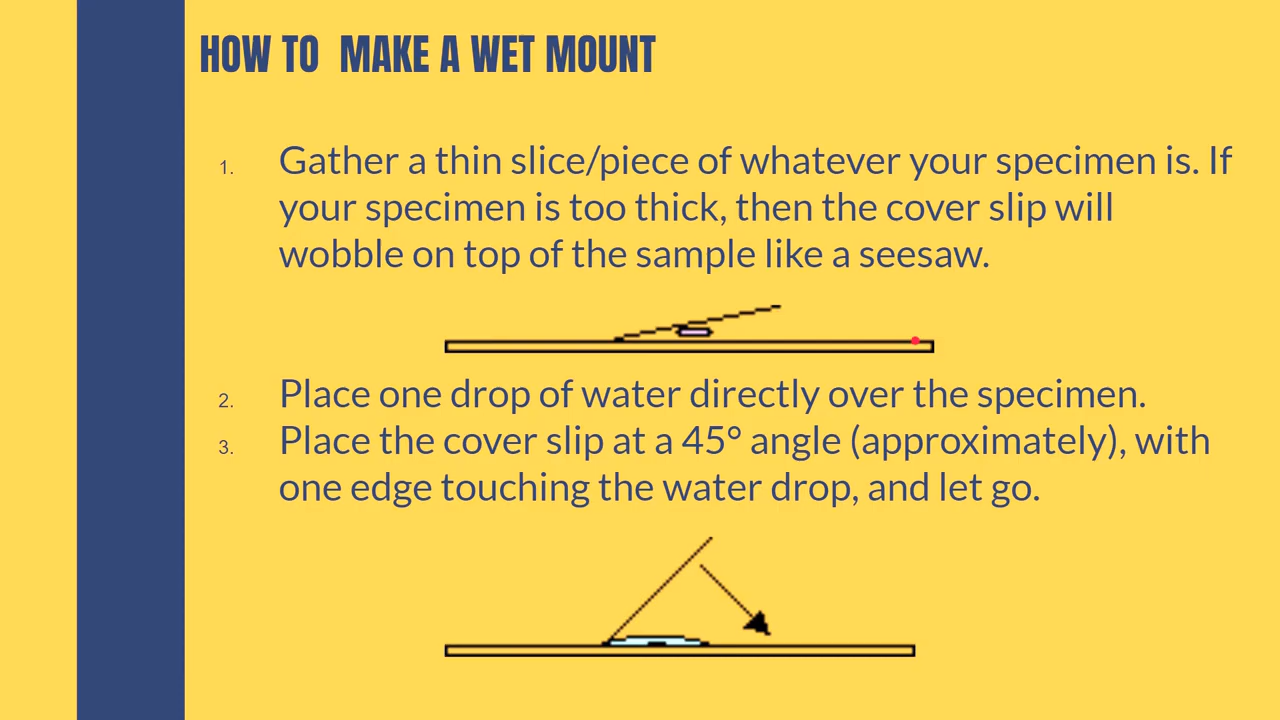 HOW TO  MAKE A WET MOUNT
1. Gather a thin slice/piece of whatever your specimen is. If
your specimen is too thick, then the cover slip will
wobble on top of the sample like a seesaw.
2. Place one drop of water directly over the specimen.
3. Place the cover slip at a 45° angle (approximately), with
one edge touching the water drop, and let go.